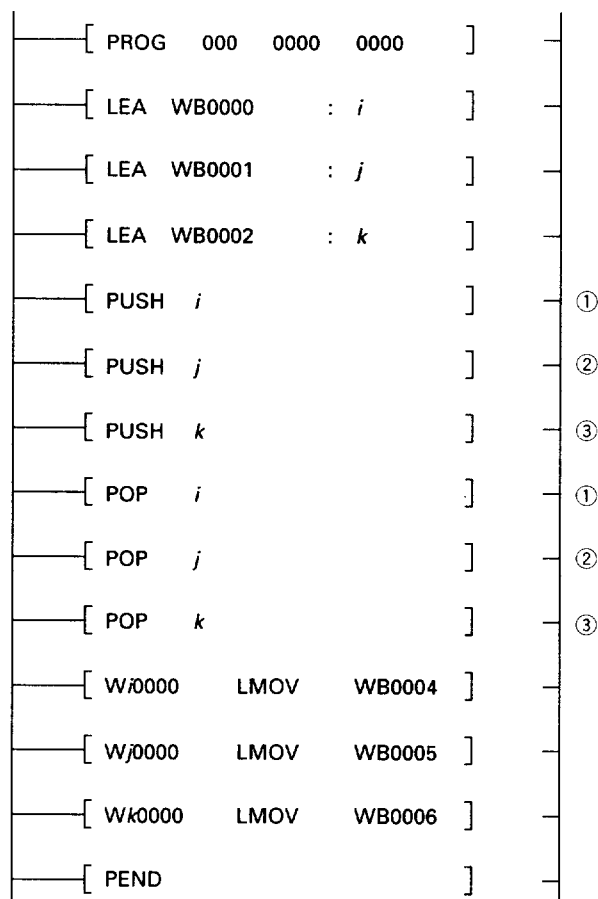 [ PROG 000 0000 0000 ]
[ LEA WB0000 : i ]
[ LEA WB0001 : j ]
[ LEA WB0002 : k ]
[ PUSH i ] ①
[ PUSH j ] ②
[ PUSH k ] ③
[ POP i ] ①
[ POP j ] ②
[ POP k ] ③
[ Wi0000 LMOV WB0004 ]
[ Wj0000 LMOV WB0005 ]
[ Wk0000 LMOV WB0006 ]
[ PEND ]